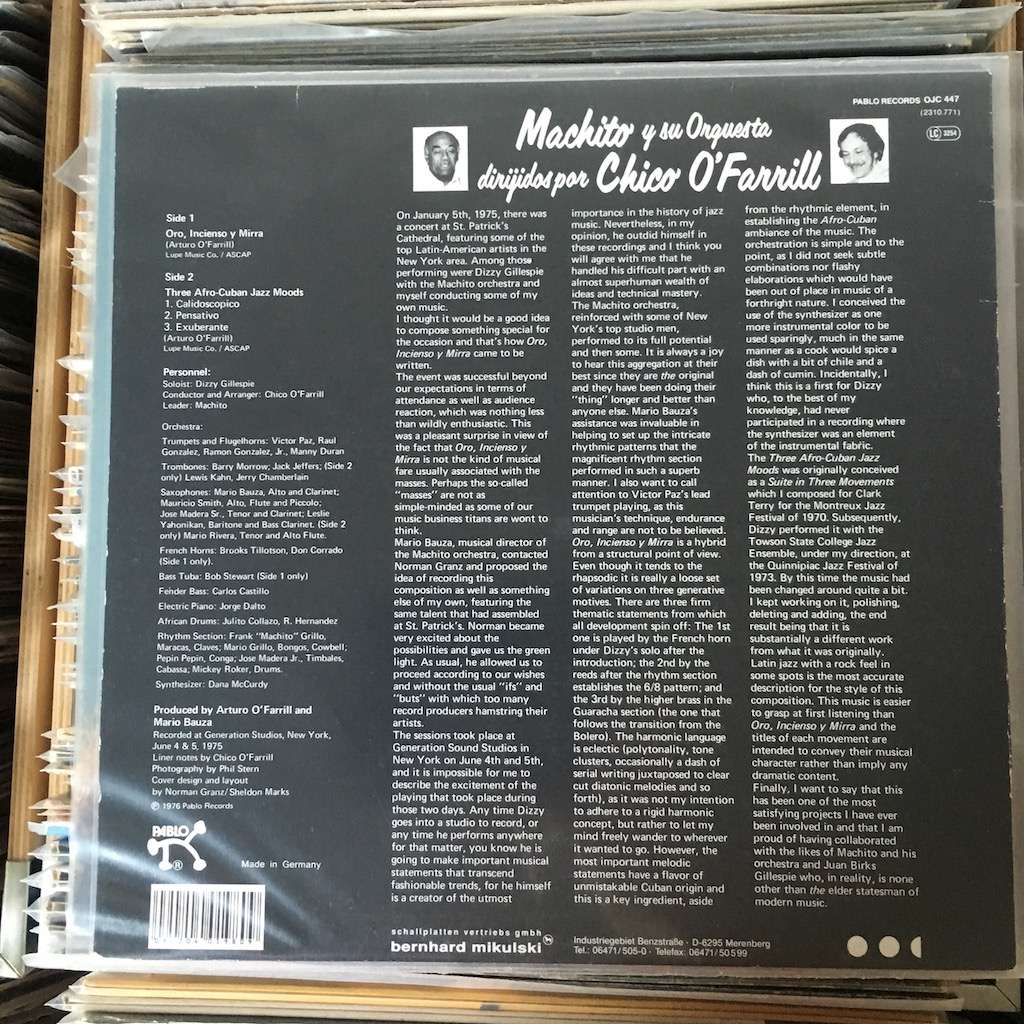 PABLO RECORDS OJC 447
(2310.771)
LC 3254
Machito y su Orquesta
dirijidos por Chico O'Farrill
Side 1
Oro, Incienso y Mirra
(Arturo O'Farrill)
Lupe Music Co. / ASCAP
Side 2
Three Afro-Cuban Jazz Moods
1. Calidoscopico
2. Pensativo
3. Exuberante
(Arturo O'Farrill)
Lupe Music Co. / ASCAP
Personnel:
Soloist: Dizzy Gillespie
Conductor and Arranger: Chico O'Farrill
Leader: Machito
Orchestra:
Trumpets and Flugelhorns: Victor Paz, Raul
Gonzalez, Ramon Gonzalez, Jr., Manny Duran
Trombones: Barry Morrow; Jack Jeffers; (Side 2
only) Lewis Kahn, Jerry Chamberlain
Saxophones: Mario Bauza, Alto and Clarinet;
Mauricio Smith, Alto, Flute and Piccolo;
Jose Madera Sr., Tenor and Clarinet; Leslie
Yahonikan, Baritone and Bass Clarinet. (Side 2
only) Mario Rivera, Tenor and Alto Flute.
French Horns: Brooks Tillotson, Don Corrado
(Side 1 only).
Bass Tuba: Bob Stewart (Side 1 only)
Fender Bass: Carlos Castillo
Electric Piano: Jorge Dalto
African Drums: Julito Collazo, R. Hernandez
Rhythm Section: Frank "Machito" Grillo,
Maracas, Claves; Mario Grillo, Bongos, Cowbell;
Pepin Pepin, Conga; Jose Madera Jr., Timbales,
Cabassa; Mickey Roker, Drums.
Synthesizer: Dana McCurdy
Produced by Arturo O'Farrill and
Mario Bauza
Recorded at Generation Studios, New York,
June 4 & 5, 1975
Liner notes by Chico O'Farrill
Photography by Phil Stern
Cover design and layout
by Norman Granz/Sheldon Marks
℗ 1976 Pablo Records
PABLO
®
Made in Germany
On January 5th, 1975, there was
a concert at St. Patrick's
Cathedral, featuring some of the
top Latin-American artists in the
New York area. Among those
performing were Dizzy Gillespie
with the Machito orchestra and
myself conducting some of my
own music.
I thought it would be a good idea
to compose something special for
the occasion and that's how Oro,
Incienso y Mirra came to be
written.
The event was successful beyond
our expectations in terms of
attendance as well as audience
reaction, which was nothing less
than wildly enthusiastic. This
was a pleasant surprise in view of
the fact that Oro, Incienso y
Mirra is not the kind of musical
fare usually associated with the
masses. Perhaps the so-called
"masses" are not as
simple-minded as some of our
music business titans are wont to
think.
Mario Bauza, musical director of
the Machito orchestra, contacted
Norman Granz and proposed the
idea of recording this
composition as well as something
else of my own, featuring the
same talent that had assembled
at St. Patrick's. Norman became
very excited about the
possibilities and gave us the green
light. As usual, he allowed us to
proceed according to our wishes
and without the usual "ifs" and
"buts" with which too many
record producers hamstring their
artists.
The sessions took place at
Generation Sound Studios in
New York on June 4th and 5th,
and it is impossible for me to
describe the excitement of the
playing that took place during
those two days. Any time Dizzy
goes into a studio to record, or
any time he performs anywhere
for that matter, you know he is
going to make important musical
statements that transcend
fashionable trends, for he himself
is a creator of the utmost
importance in the history of jazz
music. Nevertheless, in my
opinion, he outdid himself in
these recordings and I think you
will agree with me that he
handled his difficult part with an
almost superhuman wealth of
ideas and technical mastery.
The Machito orchestra,
reinforced with some of New
York's top studio men,
performed to its full potential
and then some. It is always a joy
to hear this aggregation at their
best since they are the original
and they have been doing their
"thing" longer and better than
anyone else. Mario Bauza's
assistance was invaluable in
helping to set up the intricate
rhythmic patterns that the
magnificent rhythm section
performed in such a superb
manner. I also want to call
attention to Victor Paz's lead
trumpet playing, as this
musician's technique, endurance
and range are not to be believed.
Oro, Incienso y Mirra is a hybrid
from a structural point of view.
Even though it tends to the
rhapsodic it is really a loose set
of variations on three generative
motives. There are three firm
thematic statements from which
all development spin off: The 1st
one is played by the French horn
under Dizzy's solo after the
introduction; the 2nd by the
reeds after the rhythm section
establishes the 6/8 pattern; and
the 3rd by the higher brass in the
Guaracha section (the one that
follows the transition from the
Bolero). The harmonic language
is eclectic (polytonality, tone
clusters, occasionally a dash of
serial writing juxtaposed to clear
cut diatonic melodies and so
forth), as it was not my intention
to adhere to a rigid harmonic
concept, but rather to let my
mind freely wander to wherever
it wanted to go. However, the
most important melodic
statements have a flavor of
unmistakable Cuban origin and
this is a key ingredient, aside
from the rhythmic element, in
establishing the Afro-Cuban
ambiance of the music. The
orchestration is simple and to the
point, as I did not seek subtle
combinations nor flashy
elaborations which would have
been out of place in music of a
forthright nature. I conceived the
use of the synthesizer as one
more instrumental color to be
used sparingly, much in the same
manner as a cook would spice a
dish with a bit of chile and a
dash of cumin. Incidentally, I
think this is a first for Dizzy
who, to the best of my
knowledge, had never
participated in a recording where
the synthesizer was an element
of the instrumental fabric.
The Three Afro-Cuban Jazz
Moods was originally conceived
as a Suite in Three Movements
which I composed for Clark
Terry for the Montreux Jazz
Festival of 1970. Subsequently,
Dizzy performed it with the
Towson State College Jazz
Ensemble, under my direction, at
the Quinnipiac Jazz Festival of
1973. By this time the music had
been changed around quite a bit.
I kept working on it, polishing,
deleting and adding, the end
result being that it is
substantially a different work
from what it was originally.
Latin jazz with a rock feel in
some spots is the most accurate
description for the style of this
composition. This music is easier
to grasp at first listening than
Oro, Incienso y Mirra and the
titles of each movement are
intended to convey their musical
character rather than imply any
dramatic content.
Finally, I want to say that this
has been one of the most
satisfying projects I have ever
been involved in and that I am
proud of having collaborated
with the likes of Machito and his
orchestra and Juan Birks
Gillespie who, in reality, is none
other than the elder statesman of
modern music.
schallplatten vertriebs gmbh
bernhard mikulski
Industriegebiet Benzstraße · D-6295 Merenberg
Tel.: 06471/505-0 · Telefax: 06471/50599